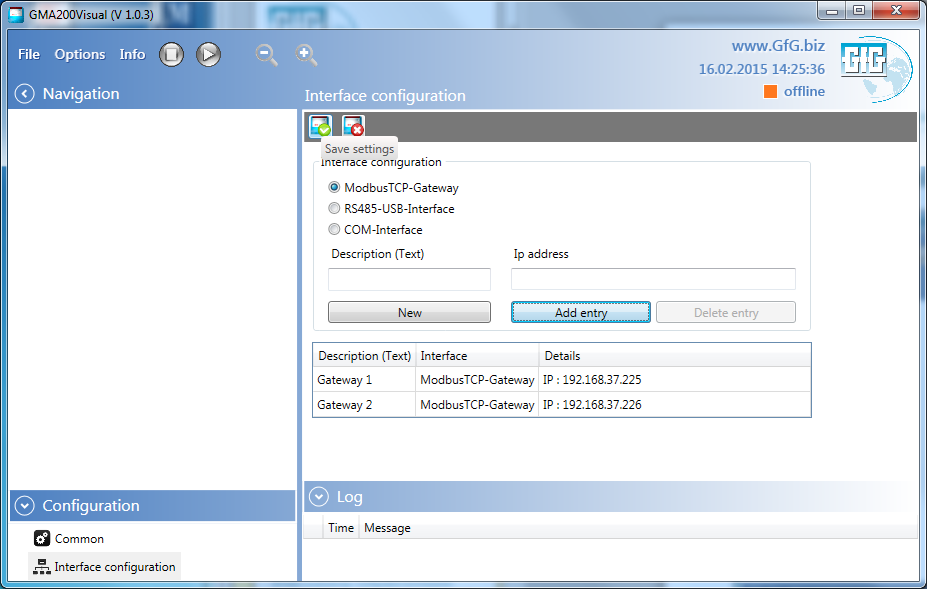 GMA200Visual (V 1.0.3)
File Options Info
www.GfG.biz
16.02.2015 14:25:36
offline
GfG
Navigation
Interface configuration
Save settings
Interface configuration
ModbusTCP-Gateway
RS485-USB-Interface
COM-Interface
Description (Text) Ip address
New Add entry Delete entry
Description (Text) Interface Details
Gateway 1 ModbusTCP-Gateway IP : 192.168.37.225
Gateway 2 ModbusTCP-Gateway IP : 192.168.37.226
Configuration
Common
Interface configuration
Log
Time Message